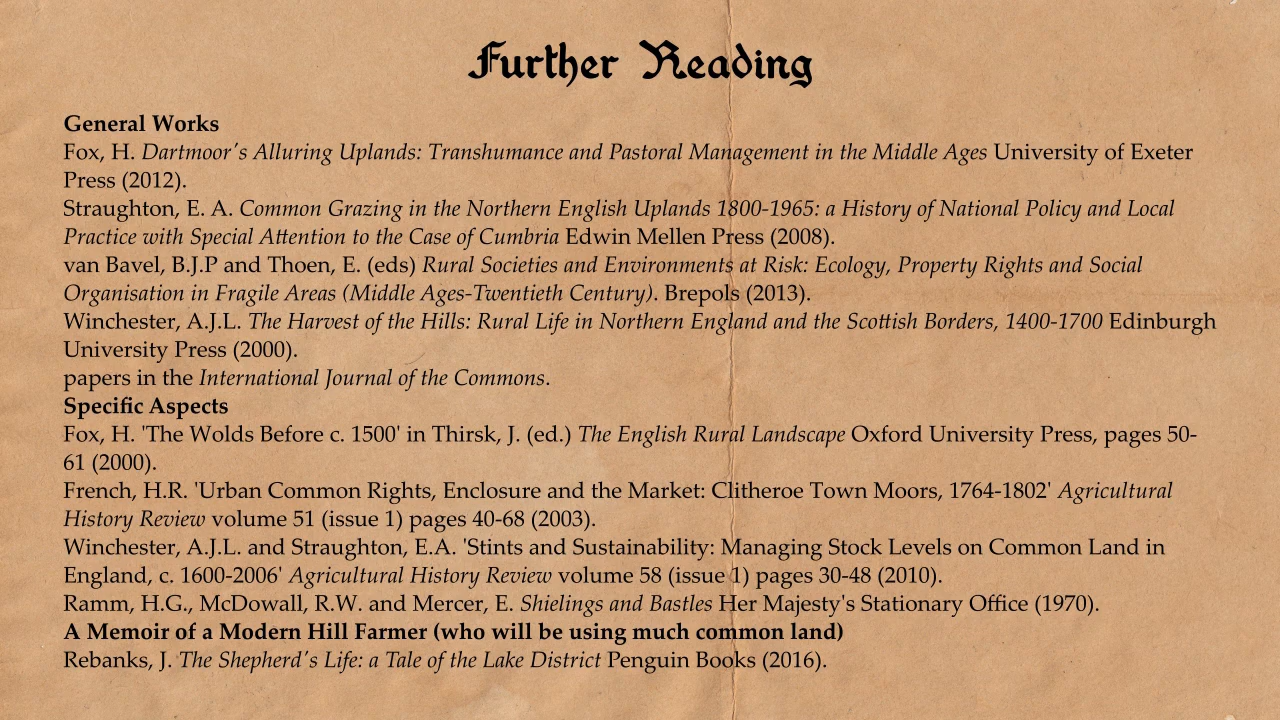 Further Reading
General Works
Fox, H. Dartmoor's Alluring Uplands: Transhumance and Pastoral Management in the Middle Ages University of Exeter
Press (2012).
Straughton, E. A. Common Grazing in the Northern English Uplands 1800-1965: a History of National Policy and Local
Practice with Special Attention to the Case of Cumbria Edwin Mellen Press (2008).
van Bavel, B.J.P and Thoen, E. (eds) Rural Societies and Environments at Risk: Ecology, Property Rights and Social
Organisation in Fragile Areas (Middle Ages-Twentieth Century). Brepols (2013).
Winchester, A.J.L. The Harvest of the Hills: Rural Life in Northern England and the Scottish Borders, 1400-1700 Edinburgh
University Press (2000).
papers in the International Journal of the Commons.
Specific Aspects
Fox, H. 'The Wolds Before c. 1500' in Thirsk, J. (ed.) The English Rural Landscape Oxford University Press, pages 50-
61 (2000).
French, H.R. 'Urban Common Rights, Enclosure and the Market: Clitheroe Town Moors, 1764-1802' Agricultural
History Review volume 51 (issue 1) pages 40-68 (2003).
Winchester, A.J.L. and Straughton, E.A. 'Stints and Sustainability: Managing Stock Levels on Common Land in
England, c. 1600-2006' Agricultural History Review volume 58 (issue 1) pages 30-48 (2010).
Ramm, H.G., McDowall, R.W. and Mercer, E. Shielings and Bastles Her Majesty's Stationary Office (1970).
A Memoir of a Modern Hill Farmer (who will be using much common land)
Rebanks, J. The Shepherd's Life: a Tale of the Lake District Penguin Books (2016).